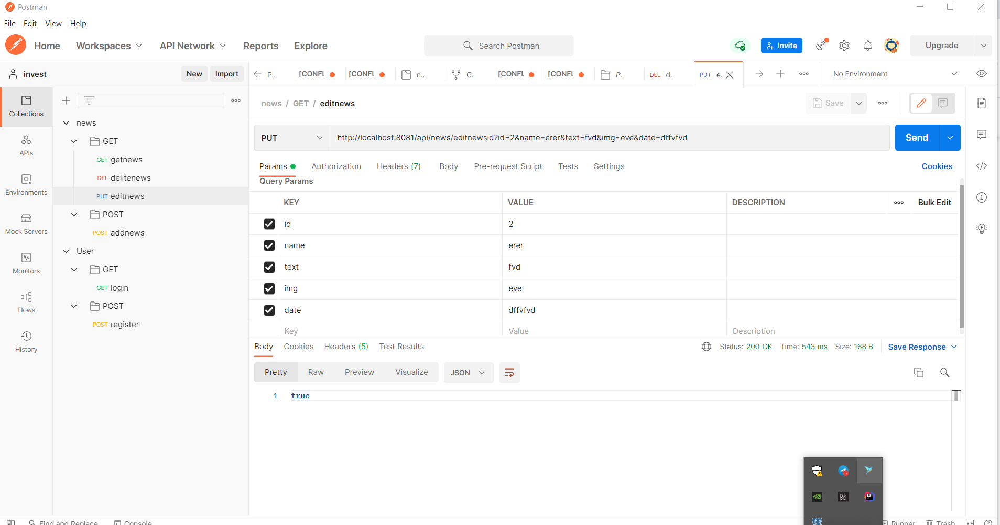 Postman
File Edit View Help
Home Workspaces API Network Reports Explore Search Postman Invite Upgrade
invest New Import
P.. [CONFL [CONFL n.. C. [CONFL [CONFL P.. DEL d. PUT e. No Environment
Collections
APIs
Environments
Mock Servers
Monitors
Flows
History
news
GET
GET getnews
DEL delitenews
PUT editnews
POST
POST addnews
User
GET
GET login
POST
POST register
news / GET / editnews Save
PUT http://localhost:8081/api/news/editnewsid?id=2&name=erer&text=fvd&img=eve&date=dffvfvd Send
Params Authorization Headers (7) Body Pre-request Script Tests Settings Cookies
Query Params
KEY VALUE DESCRIPTION Bulk Edit
id 2
name erer
text fvd
img eve
date dffvfvd
Key Value Description
Body Cookies Headers (5) Test Results Status: 200 OK Time: 543 ms Size: 168 B Save Response
Pretty Raw Preview Visualize JSON
1 true
Find and Replace Console Runner Trash